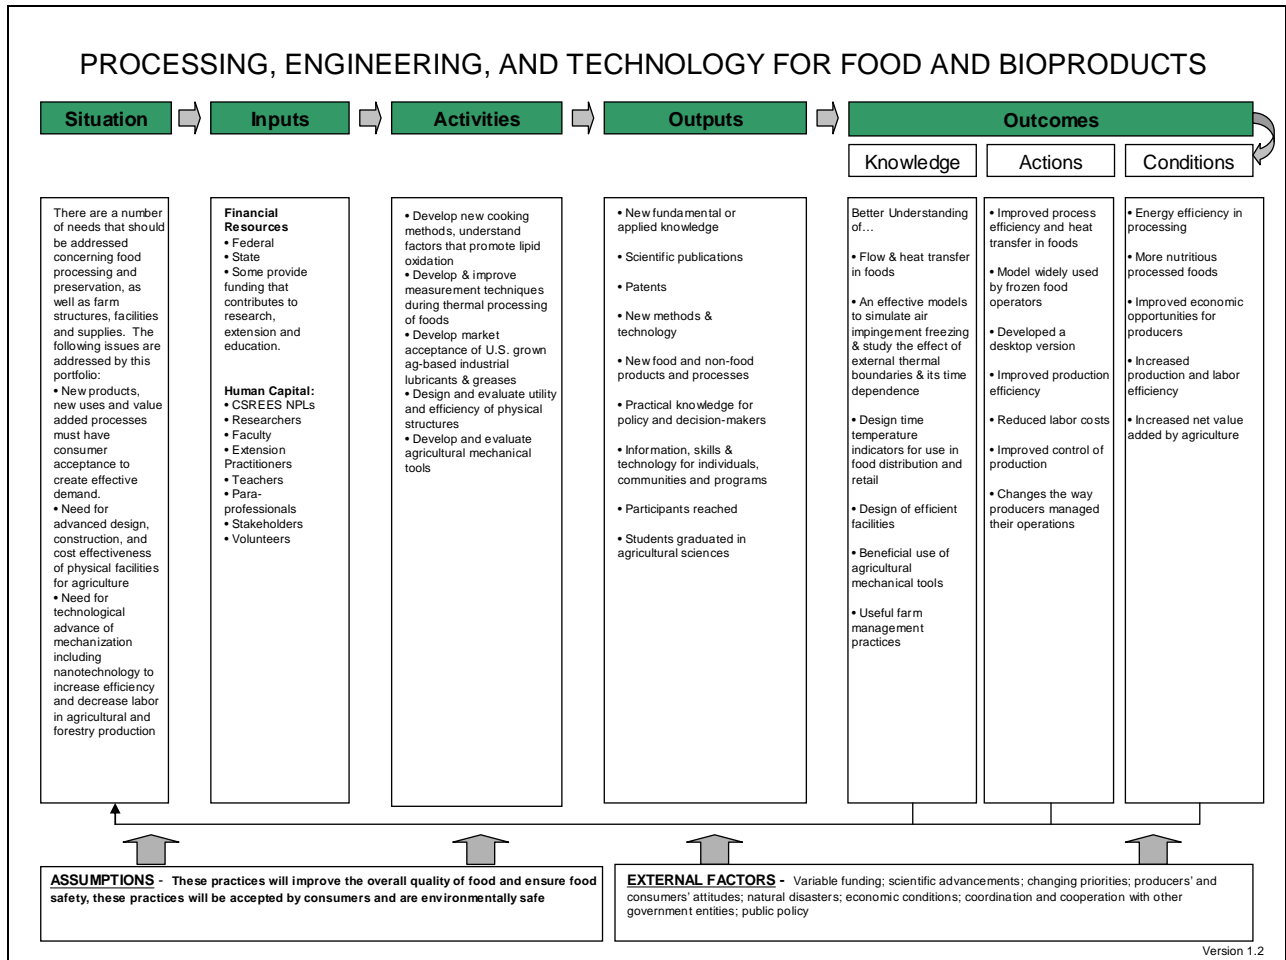 PROCESSING, ENGINEERING, AND TECHNOLOGY FOR FOOD AND BIOPRODUCTS
Situation
Inputs
Activities
Outputs
Outcomes
Knowledge
Actions
Conditions
There are a number
of needs that should
be addressed
concerning food
processing and
preservation, as
well as farm
structures, facilities
and supplies.  The
following issues are
addressed by this
portfolio:
• New products,
new uses and value
added processes
must have
consumer
acceptance to
create effective
demand.
• Need for
advanced design,
construction, and
cost effectiveness
of physical facilities
for agriculture
• Need for
technological
advance of
mechanization
including
nanotechnology to
increase efficiency
and decrease labor
in agricultural and
forestry production
Financial
Resources
• Federal
• State
• Some provide
funding that
contributes to
research,
extension and
education.
Human Capital:
• CSREES NPLs
• Researchers
• Faculty
• Extension
Practitioners
• Teachers
• Para-
professionals
• Stakeholders
• Volunteers
• Develop new cooking
methods, understand
factors that promote lipid
oxidation
• Develop & improve
measurement techniques
during thermal processing
of foods
• Develop market
acceptance of U.S. grown
ag-based industrial
lubricants & greases
• Design and evaluate utility
and efficiency of physical
structures
• Develop and evaluate
agricultural mechanical
tools
• New fundamental or
applied knowledge
• Scientific publications
• Patents
• New methods &
technology
• New food and non-food
products and processes
• Practical knowledge for
policy and decision-makers
• Information, skills &
technology for individuals,
communities and programs
• Participants reached
• Students graduated in
agricultural sciences
Better Understanding
of…
• Flow & heat transfer
in foods
• An effective models
to simulate air
impingement freezing
& study the effect of
external thermal
boundaries & its time
dependence
• Design time
temperature
indicators for use in
food distribution and
retail
• Design of efficient
facilities
• Beneficial use of
agricultural
mechanical tools
• Useful farm
management
practices
• Improved process
efficiency and heat
transfer in foods
• Model widely used
by frozen food
operators
• Developed a
desktop version
• Improved production
efficiency
• Reduced labor costs
• Improved control of
production
• Changes the way
producers managed
their operations
• Energy efficiency in
processing
• More nutritious
processed foods
• Improved economic
opportunities for
producers
• Increased
production and labor
efficiency
• Increased net value
added by agriculture
ASSUMPTIONS - These practices will improve the overall quality of food and ensure food
safety, these practices will be accepted by consumers and are environmentally safe
EXTERNAL FACTORS - Variable funding; scientific advancements; changing priorities; producers' and
consumers' attitudes; natural disasters; economic conditions; coordination and cooperation with other
government entities; public policy
Version 1.2